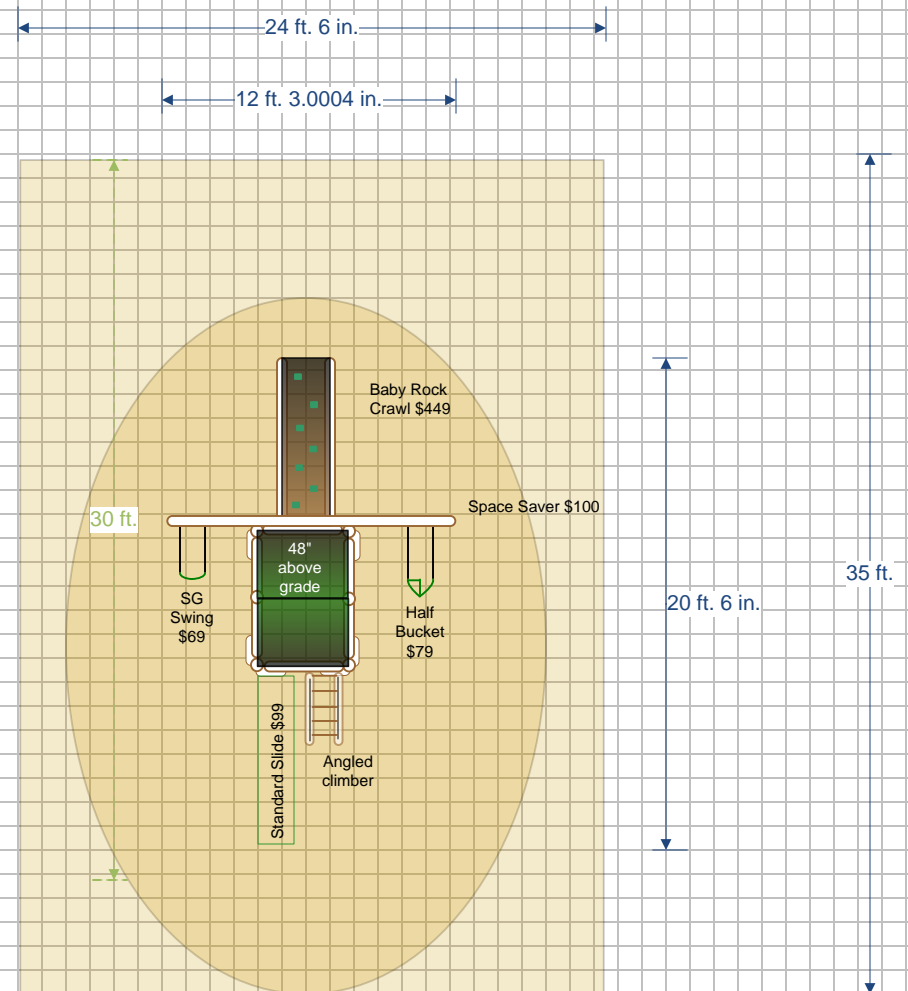 24 ft. 6 in.
12 ft. 3.0004 in.
Baby Rock
Crawl $449
Space Saver $100
30 ft.
48"
above
grade
35 ft.
SG
Swing
$69
Half
Bucket
$79
20 ft. 6 in.
Standard Slide $99
Angled
climber